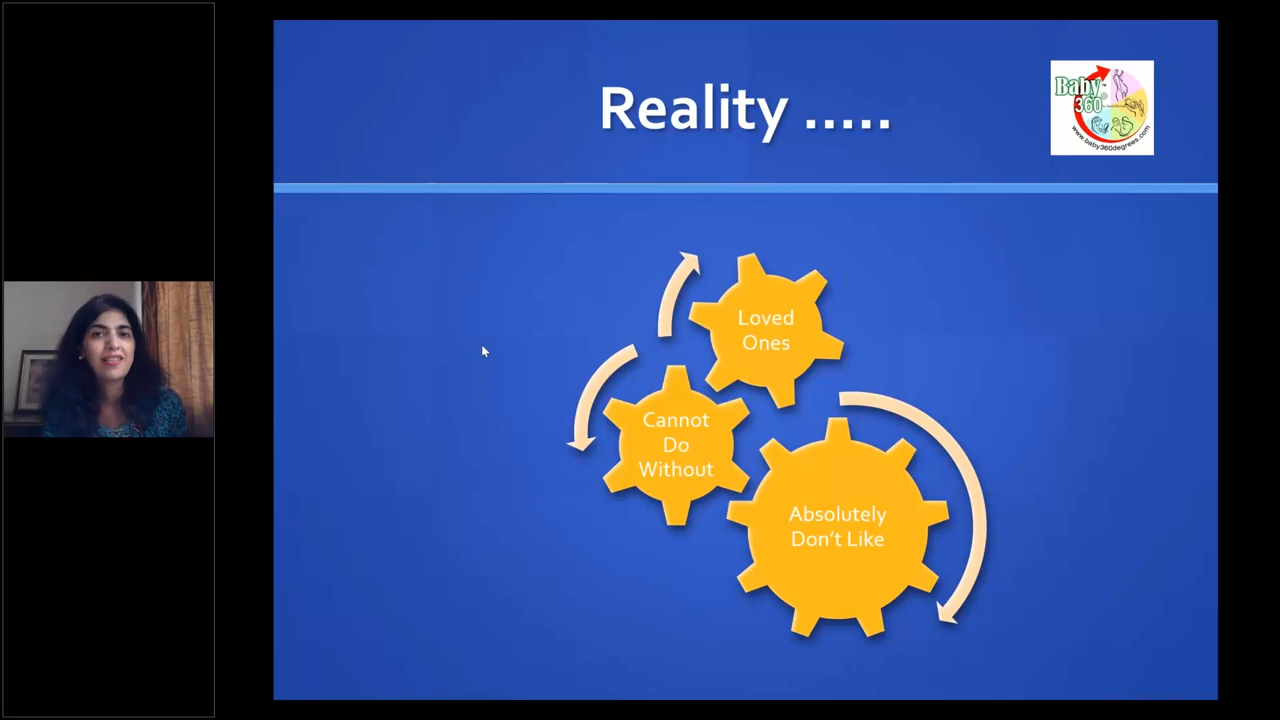 Reality .....
Baby
360
www.baby360degrees.com
Loved
Ones
Cannot
Do
Without
Absolutely
Don't Like